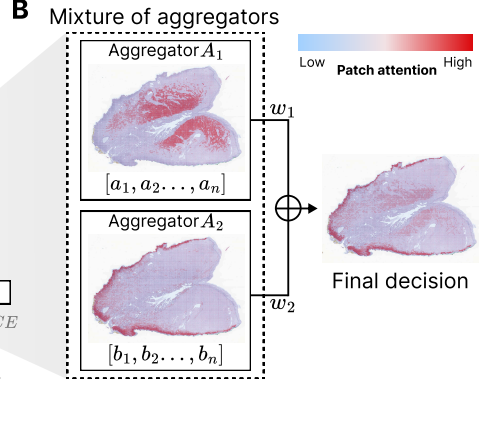 B
Mixture of aggregators
Aggregator A₁
[a₁, a₂..., aₙ]
Aggregator A₂
[b₁, b₂..., bₙ]
w₁
w₂
Low
High
Patch attention
Final decision
CE